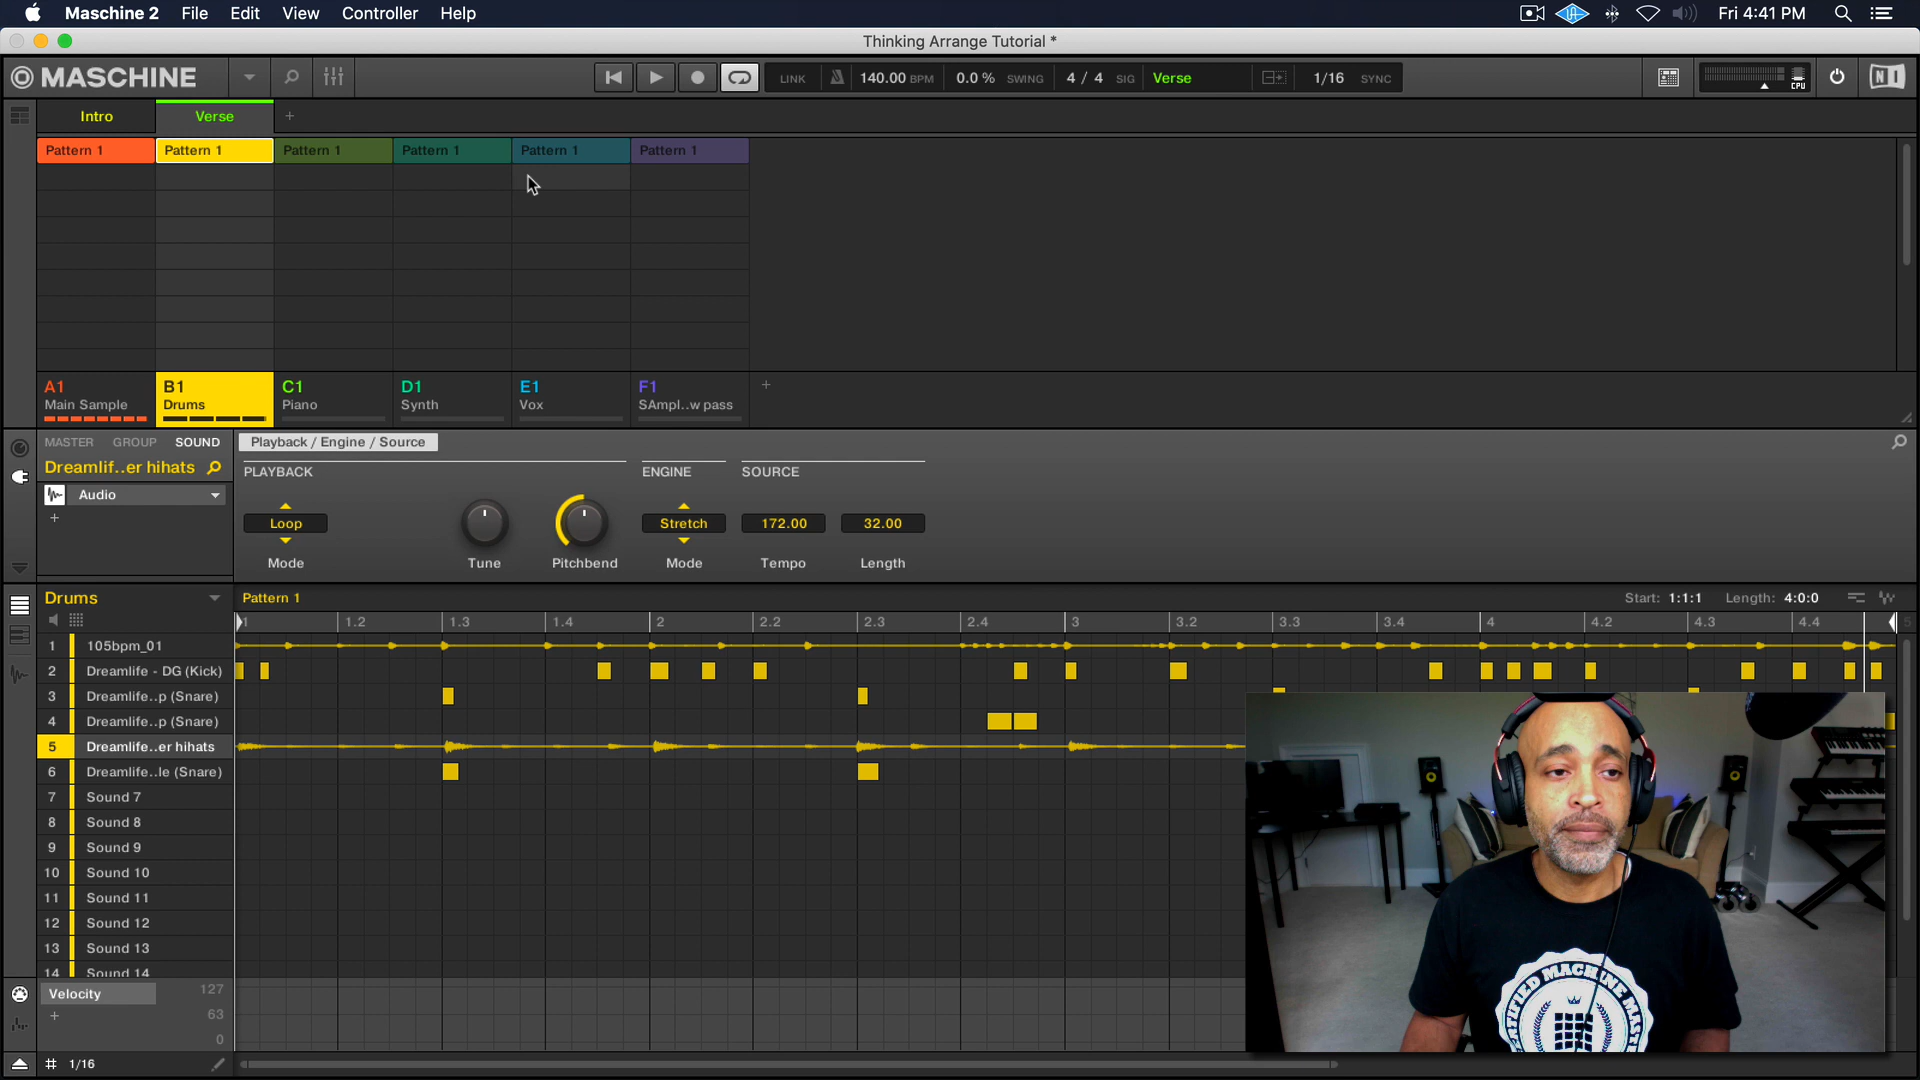 Maschine 2 File Edit View Controller Help Fri 4:41 PM
Thinking Arrange Tutorial *
MASCHINE LINK 140.00 BPM 0.0 % SWING 4 / 4 SIG Verse 1/16 SYNC CPU NI
Intro Verse +
Pattern 1 Pattern 1 Pattern 1 Pattern 1 Pattern 1 Pattern 1
A1 B1 C1 D1 E1 F1 +
Main Sample Drums Piano Synth Vox SAmpl..w pass
MASTER GROUP SOUND Playback / Engine / Source
Dreamlif..er hihats PLAYBACK ENGINE SOURCE
Audio
+
Loop Stretch 172.00 32.00
Mode Tune Pitchbend Mode Tempo Length
Drums Pattern 1 Start: 1:1:1 Length: 4:0:0
1 1.2 1.3 1.4 2 2.2 2.3 2.4 3 3.2 3.3 3.4 4 4.2 4.3 4.4 5
1 105bpm_01
2 Dreamlife - DG (Kick)
3 Dreamlife..p (Snare)
4 Dreamlife..p (Snare)
5 Dreamlife..er hihats
6 Dreamlife..le (Snare)
7 Sound 7
8 Sound 8
9 Sound 9
10 Sound 10
11 Sound 11
12 Sound 12
13 Sound 13
14 Sound 14
Velocity 127
+ 63
0
1/16